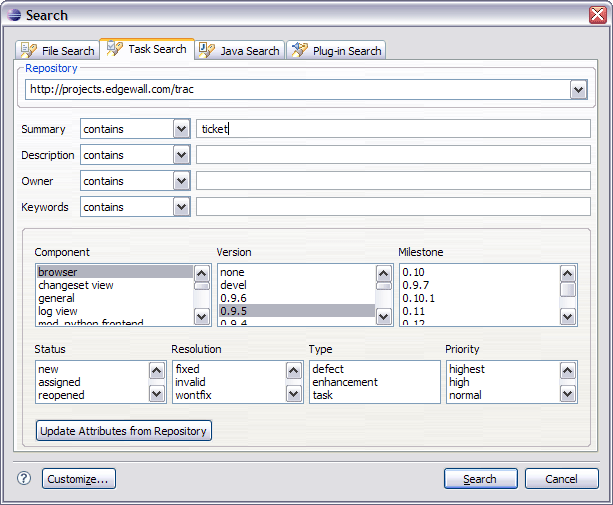 Search
File Search Task Search Java Search Plug-in Search
Repository
http://projects.edgewall.com/trac
Summary contains ticket
Description contains
Owner contains
Keywords contains
Component Version Milestone
browser none 0.10
changeset view devel 0.9.7
general 0.9.6 0.10.1
log view 0.9.5 0.11
mod_python frontend 0.9.4 0.12
Status Resolution Type Priority
new fixed defect highest
assigned invalid enhancement high
reopened wontfix task normal
Update Attributes from Repository
? Customize... Search Cancel